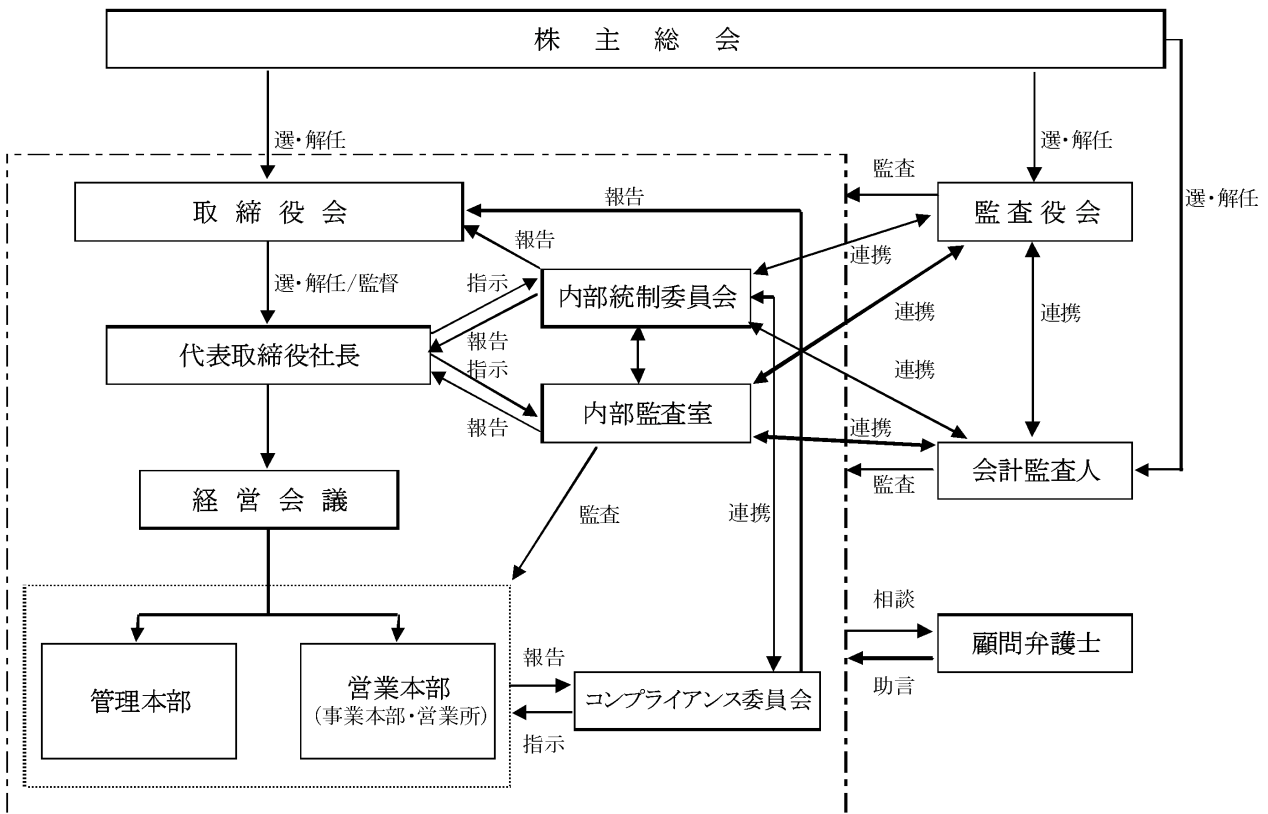 株主総会
選・解任
選・解任
監査
選・解任
取締役会
報告
監査役会
報告
連携
選・解任/監督
指示
内部統制委員会
連携
連携
報告
代表取締役社長
指示
連携
内部監査室
報告
連携
会計監査人
監査
経営会議
監査
連携
相談
顧問弁護士
助言
報告
管理本部
営業本部
(事業本部・営業所)
コンプライアンス委員会
指示